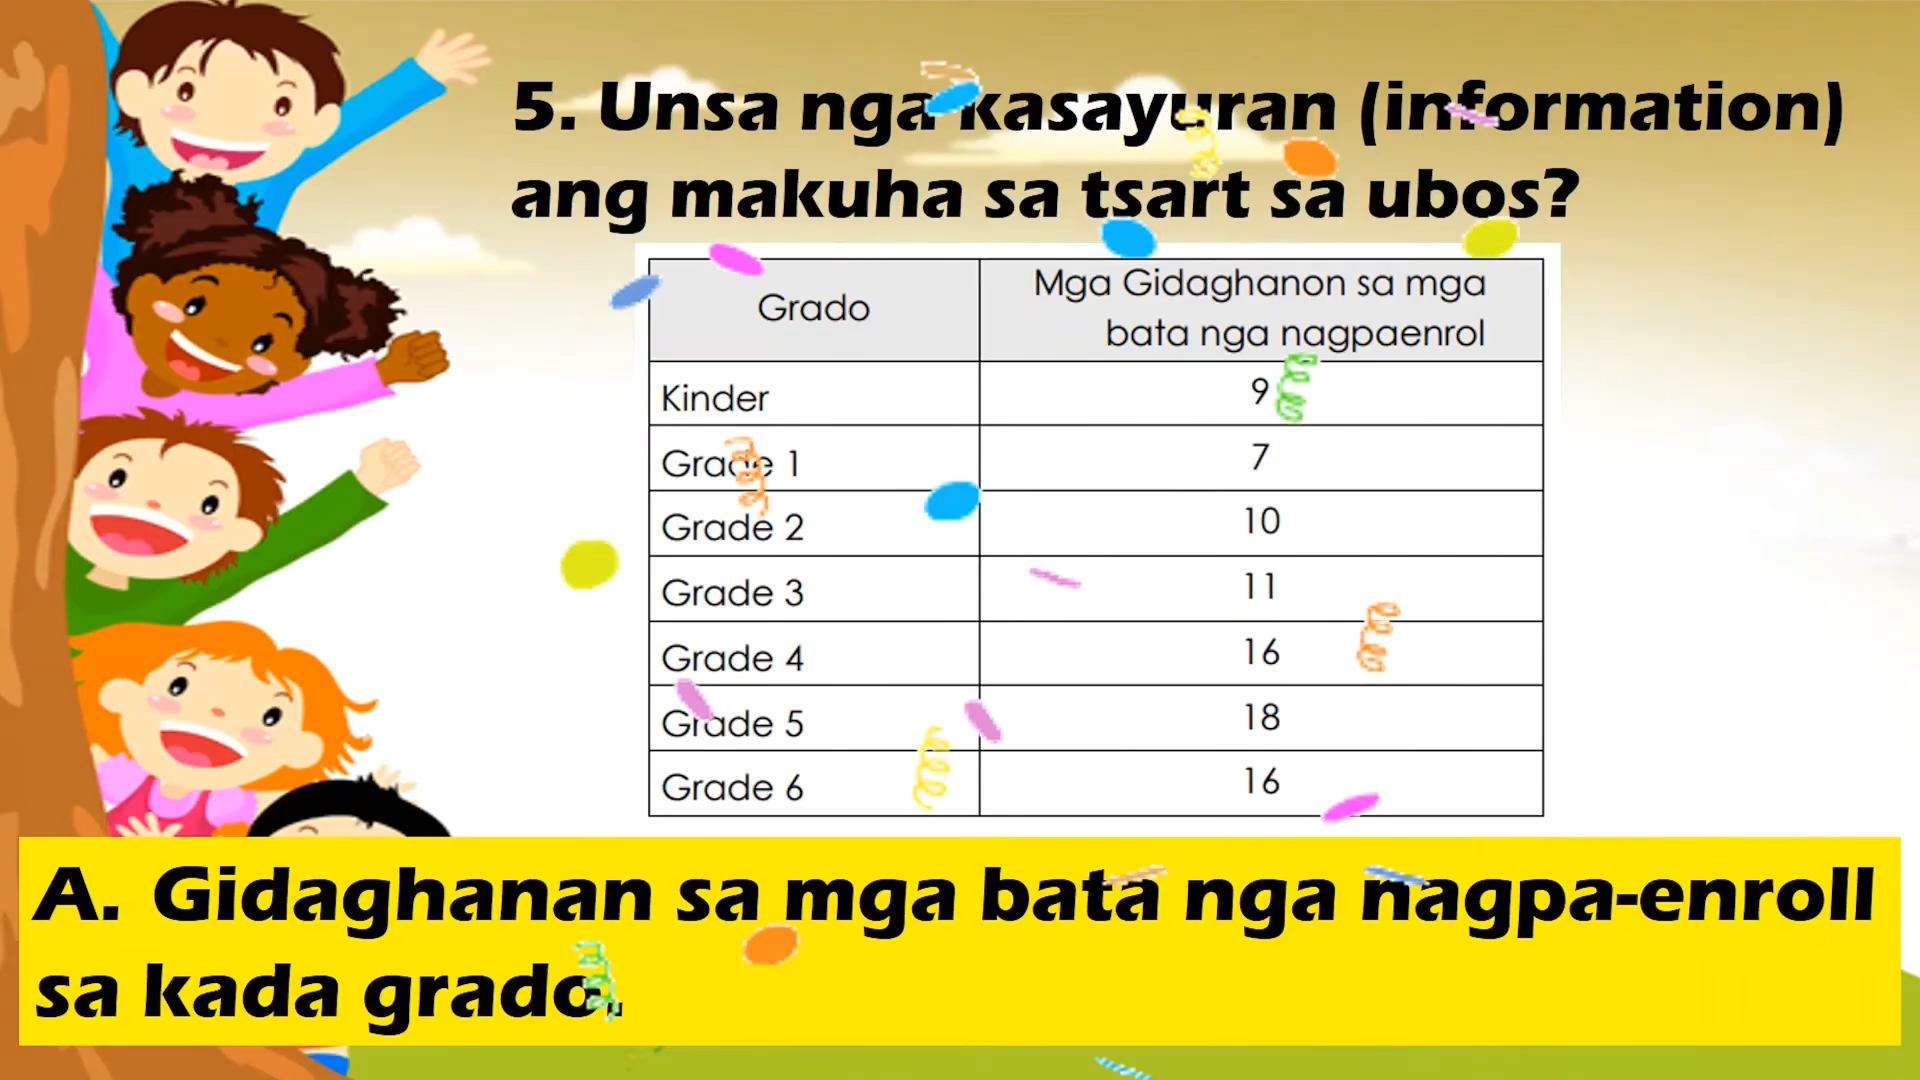 5. Unsa nga kasayuran (information)
ang makuha sa tsart sa ubos?
Grado
Mga Gidaghanon sa mga
bata nga nagpaenrol
Kinder 9
Grade 1 7
Grade 2 10
Grade 3 11
Grade 4 16
Grade 5 18
Grade 6 16
A. Gidaghanan sa mga bata nga nagpa-enroll
sa kada grado.